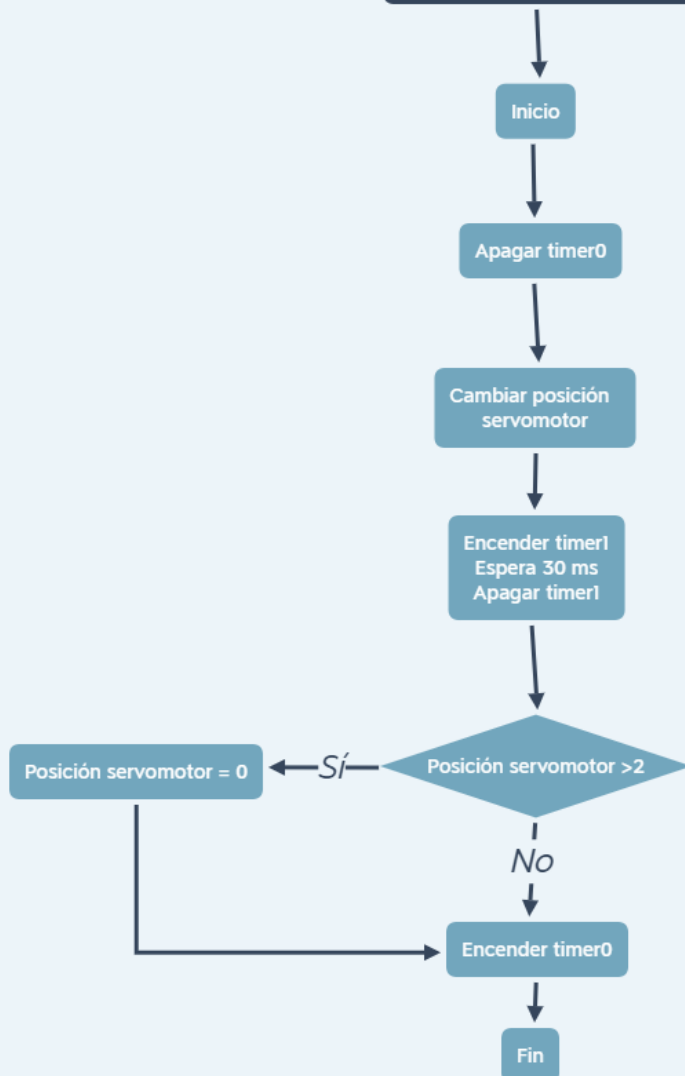 Inicio
Apagar timer0
Cambiar posición
servomotor
Encender timer1
Espera 30 ms
Apagar timer1
Posición servomotor >2
Sí
Posición servomotor = 0
No
Encender timer0
Fin